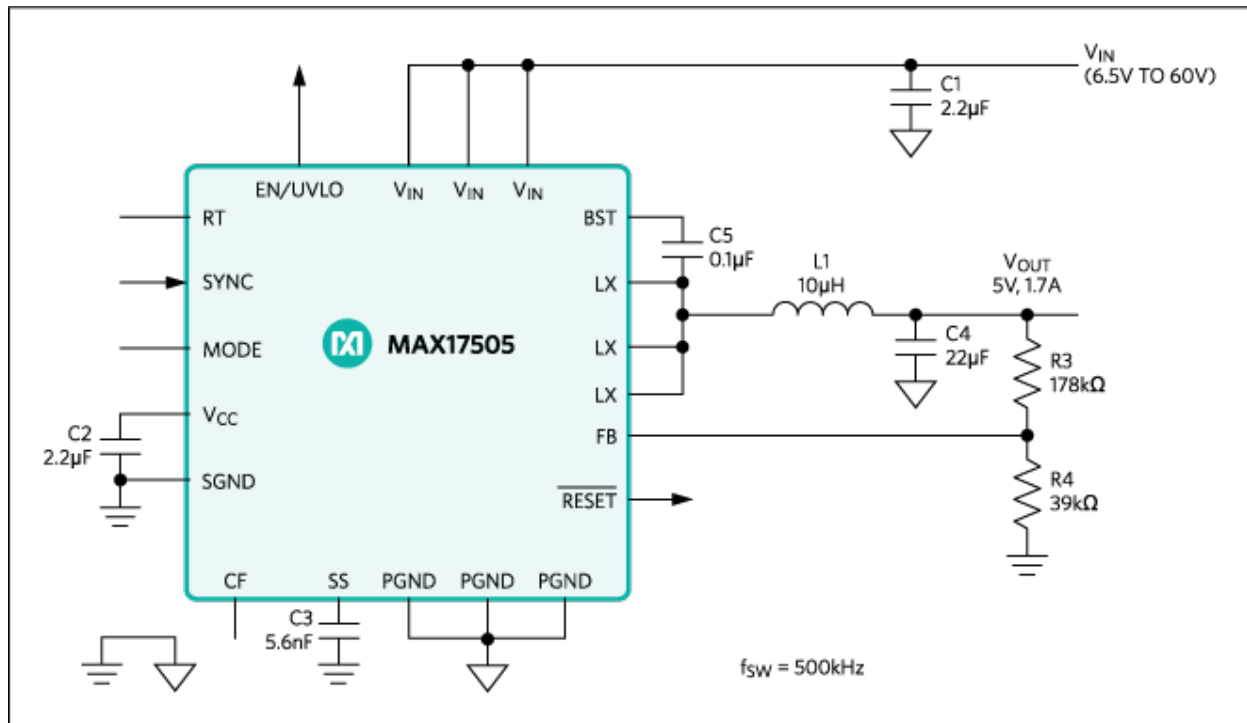 VIN
(6.5V TO 60V)
C1
2.2µF
EN/UVLO
VIN
VIN
VIN
RT
BST
C5
0.1µF
SYNC
LX
L1
10µH
VOUT
5V, 1.7A
MODE
MAX17505
LX
C4
22µF
R3
178kΩ
LX
VCC
C2
2.2µF
FB
SGND
RESET
R4
39kΩ
CF
SS
PGND
PGND
PGND
C3
5.6nF
fSW = 500kHz